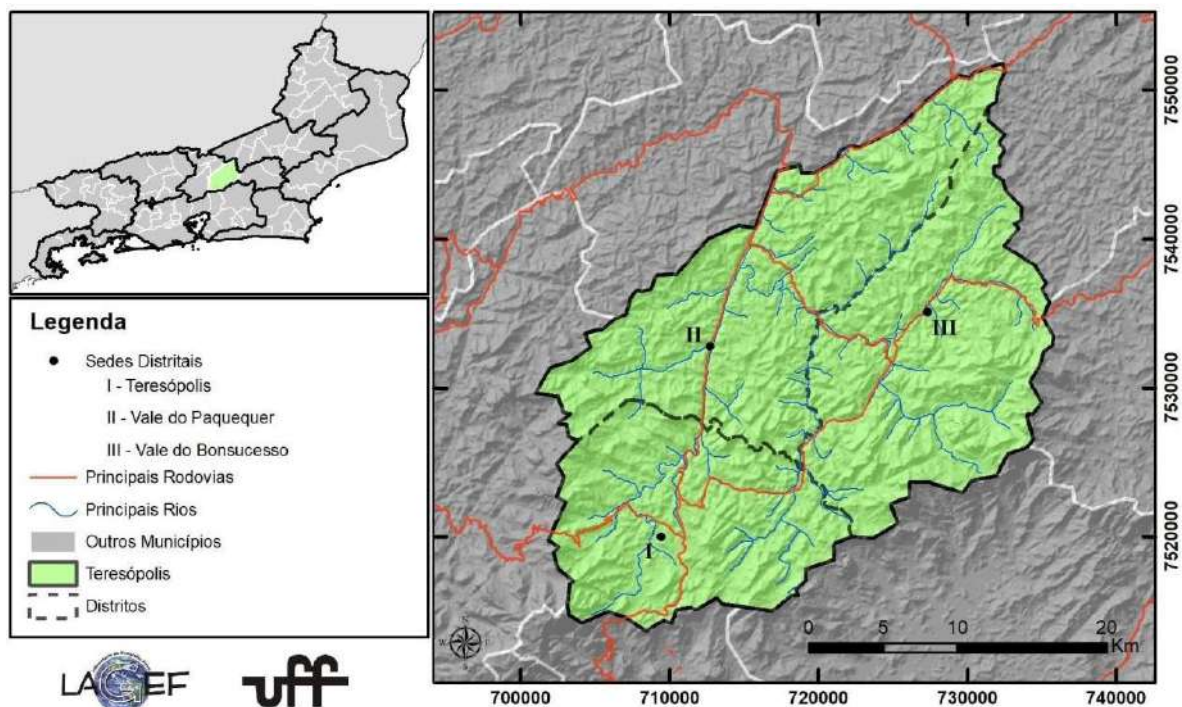 Legenda
Sedes Distritais
I - Teresópolis
II - Vale do Paquequer
III - Vale do Bonsucesso
Principais Rodovias
Principais Rios
Outros Municípios
Teresópolis
Distritos
LAGEF
uff
I
II
III
N
W
E
S
0 5 10 20
Km
7550000
7540000
7530000
7520000
700000 710000 720000 730000 740000